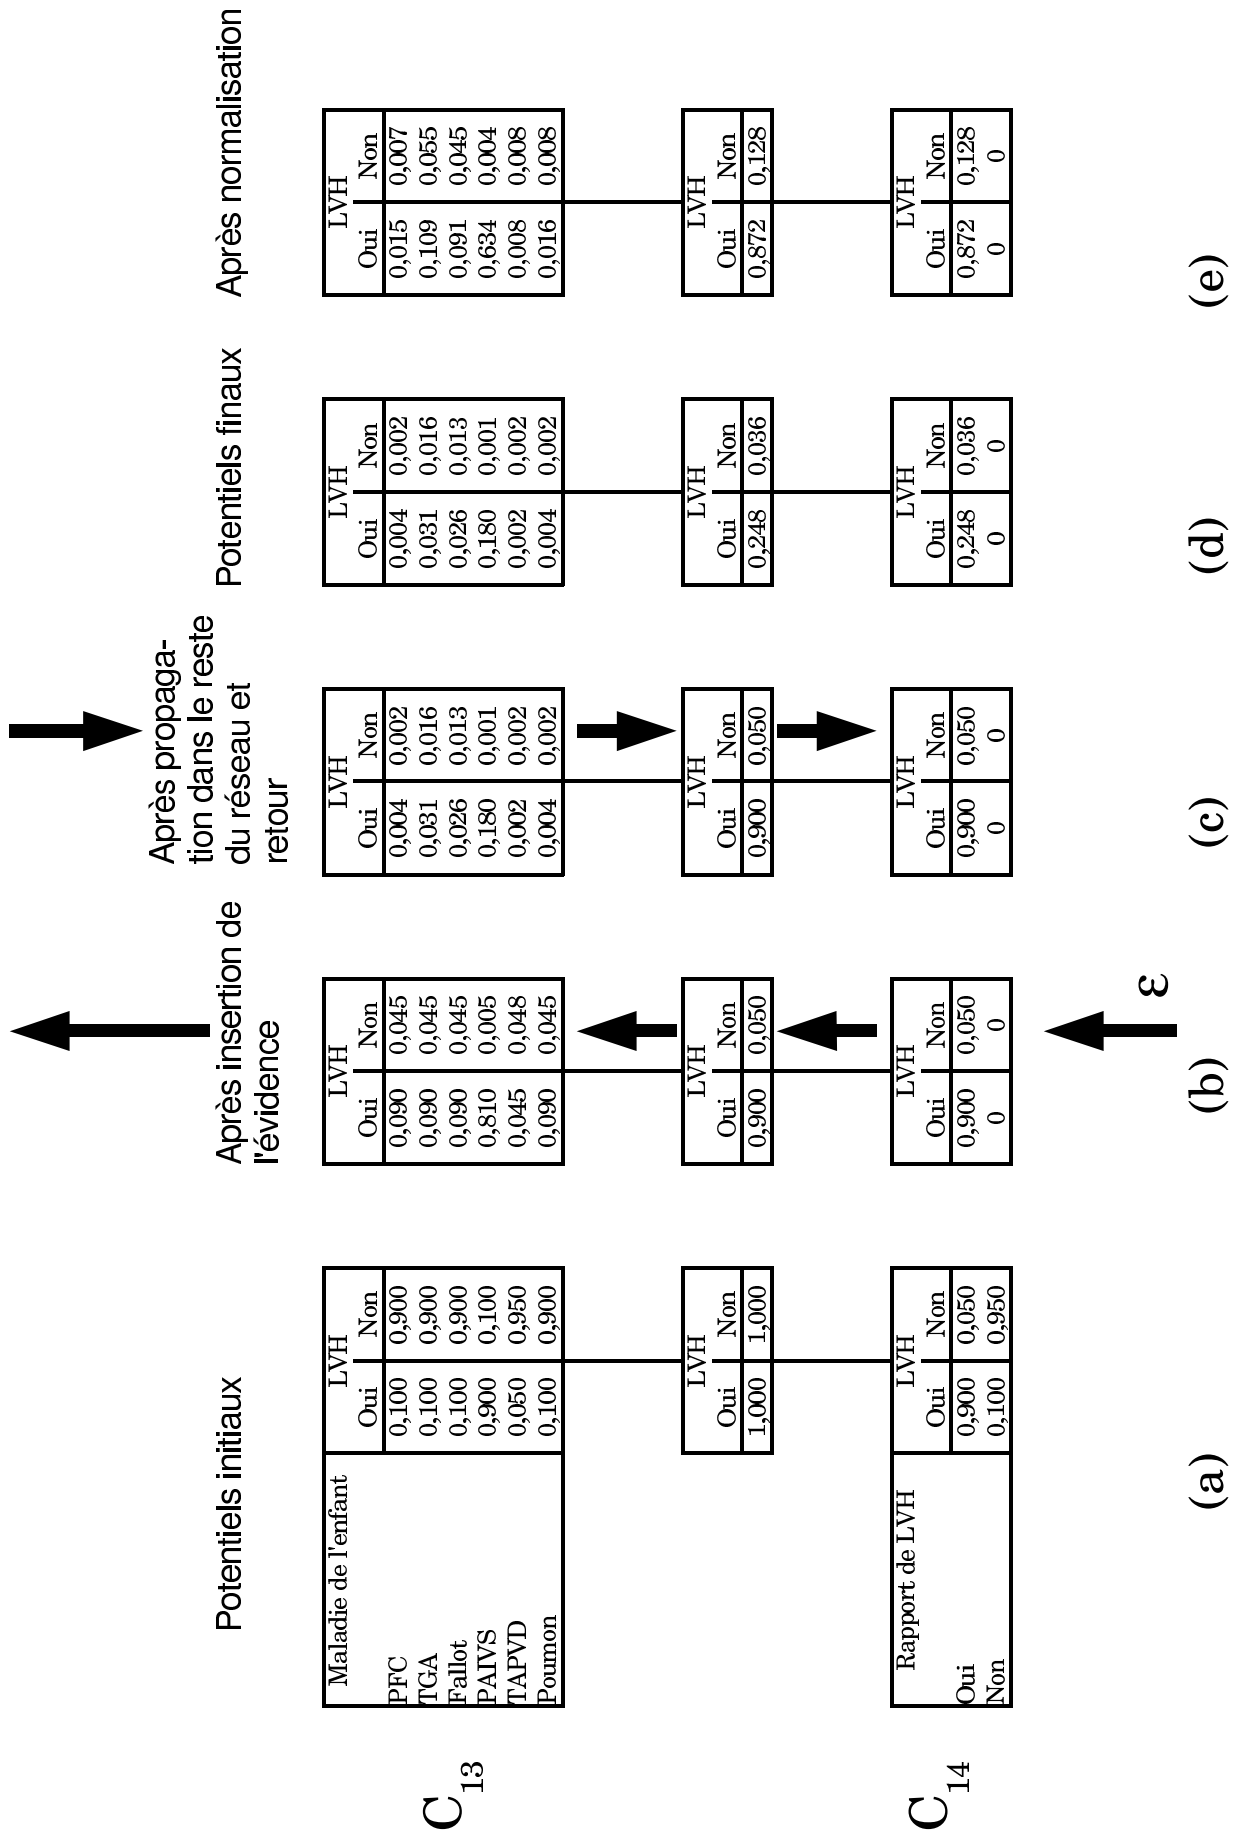 Potentiels initiaux
Maladie de l'enfant LVH
Oui Non
PFC 0,100 0,900
TGA 0,100 0,900
Fallot 0,100 0,900
PAIVS 0,900 0,100
TAPVD 0,050 0,950
Poumon 0,100 0,900
C13
LVH
Oui Non
1,000 1,000
Rapport de LVH LVH
Oui Non
Oui 0,900 0,050
Non 0,100 0,950
C14
(a)
Après insertion de
l'évidence
LVH
Oui Non
0,090 0,045
0,090 0,045
0,090 0,045
0,810 0,005
0,045 0,048
0,090 0,045
LVH
Oui Non
0,900 0,050
LVH
Oui Non
0,900 0,050
0 0
ε
(b)
Après propaga-
tion dans le reste
du réseau et
retour
LVH
Oui Non
0,004 0,002
0,031 0,016
0,026 0,013
0,180 0,001
0,002 0,002
0,004 0,002
LVH
Oui Non
0,900 0,050
LVH
Oui Non
0,900 0,050
0 0
(c)
Potentiels finaux
LVH
Oui Non
0,004 0,002
0,031 0,016
0,026 0,013
0,180 0,001
0,002 0,002
0,004 0,002
LVH
Oui Non
0,248 0,036
LVH
Oui Non
0,248 0,036
0 0
(d)
Après normalisation
LVH
Oui Non
0,015 0,007
0,109 0,055
0,091 0,045
0,634 0,004
0,008 0,008
0,016 0,008
LVH
Oui Non
0,872 0,128
LVH
Oui Non
0,872 0,128
0 0
(e)